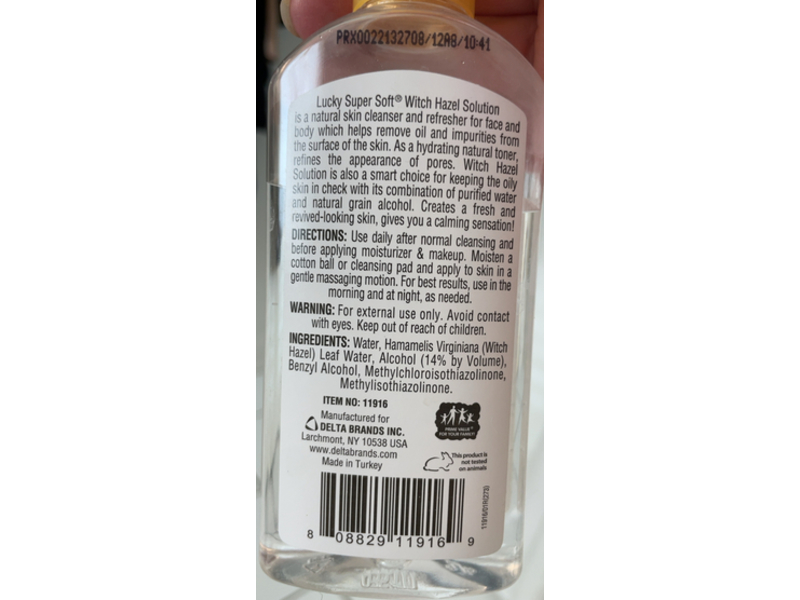 PRX0022132708/12A8/10:41
Lucky Super Soft® Witch Hazel Solution
is a natural skin cleanser and refresher for face and
body which helps remove oil and impurities from
the surface of the skin. As a hydrating natural toner,
refines the appearance of pores. Witch Hazel
Solution is also a smart choice for keeping the oily
skin in check with its combination of purified water
and natural grain alcohol. Creates a fresh and
revived-looking skin, gives you a calming sensation!
DIRECTIONS: Use daily after normal cleansing and
before applying moisturizer & makeup. Moisten a
cotton ball or cleansing pad and apply to skin in a
gentle massaging motion. For best results, use in the
morning and at night, as needed.
WARNING: For external use only. Avoid contact
with eyes. Keep out of reach of children.
INGREDIENTS: Water, Hamamelis Virginiana (Witch
Hazel) Leaf Water, Alcohol (14% by Volume),
Benzyl Alcohol, Methylchloroisothiazolinone,
Methylisothiazolinone.
ITEM NO: 11916
Manufactured for
DELTA BRANDS INC.
Larchmont, NY 10538 USA
www.deltabrands.com
Made in Turkey
PRIME VALUE
FOR YOUR FAMILY
This product is
not tested
on animals
11916/01R(273)
8 08829 11916 9